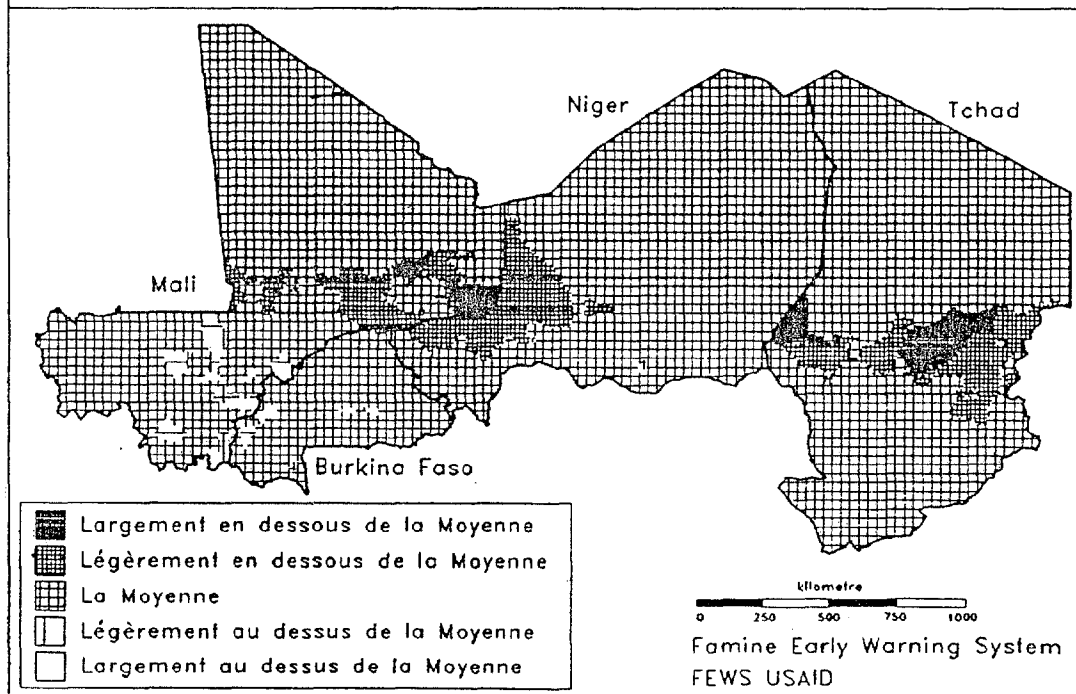 Niger
Tchad
Mali
Burkina Faso
Largement en dessous de la Moyenne
Légèrement en dessous de la Moyenne
La Moyenne
Légèrement au dessus de la Moyenne
Largement au dessus de la Moyenne
kilometre
0 250 500 750 1000
Famine Early Warning System
FEWS USAID